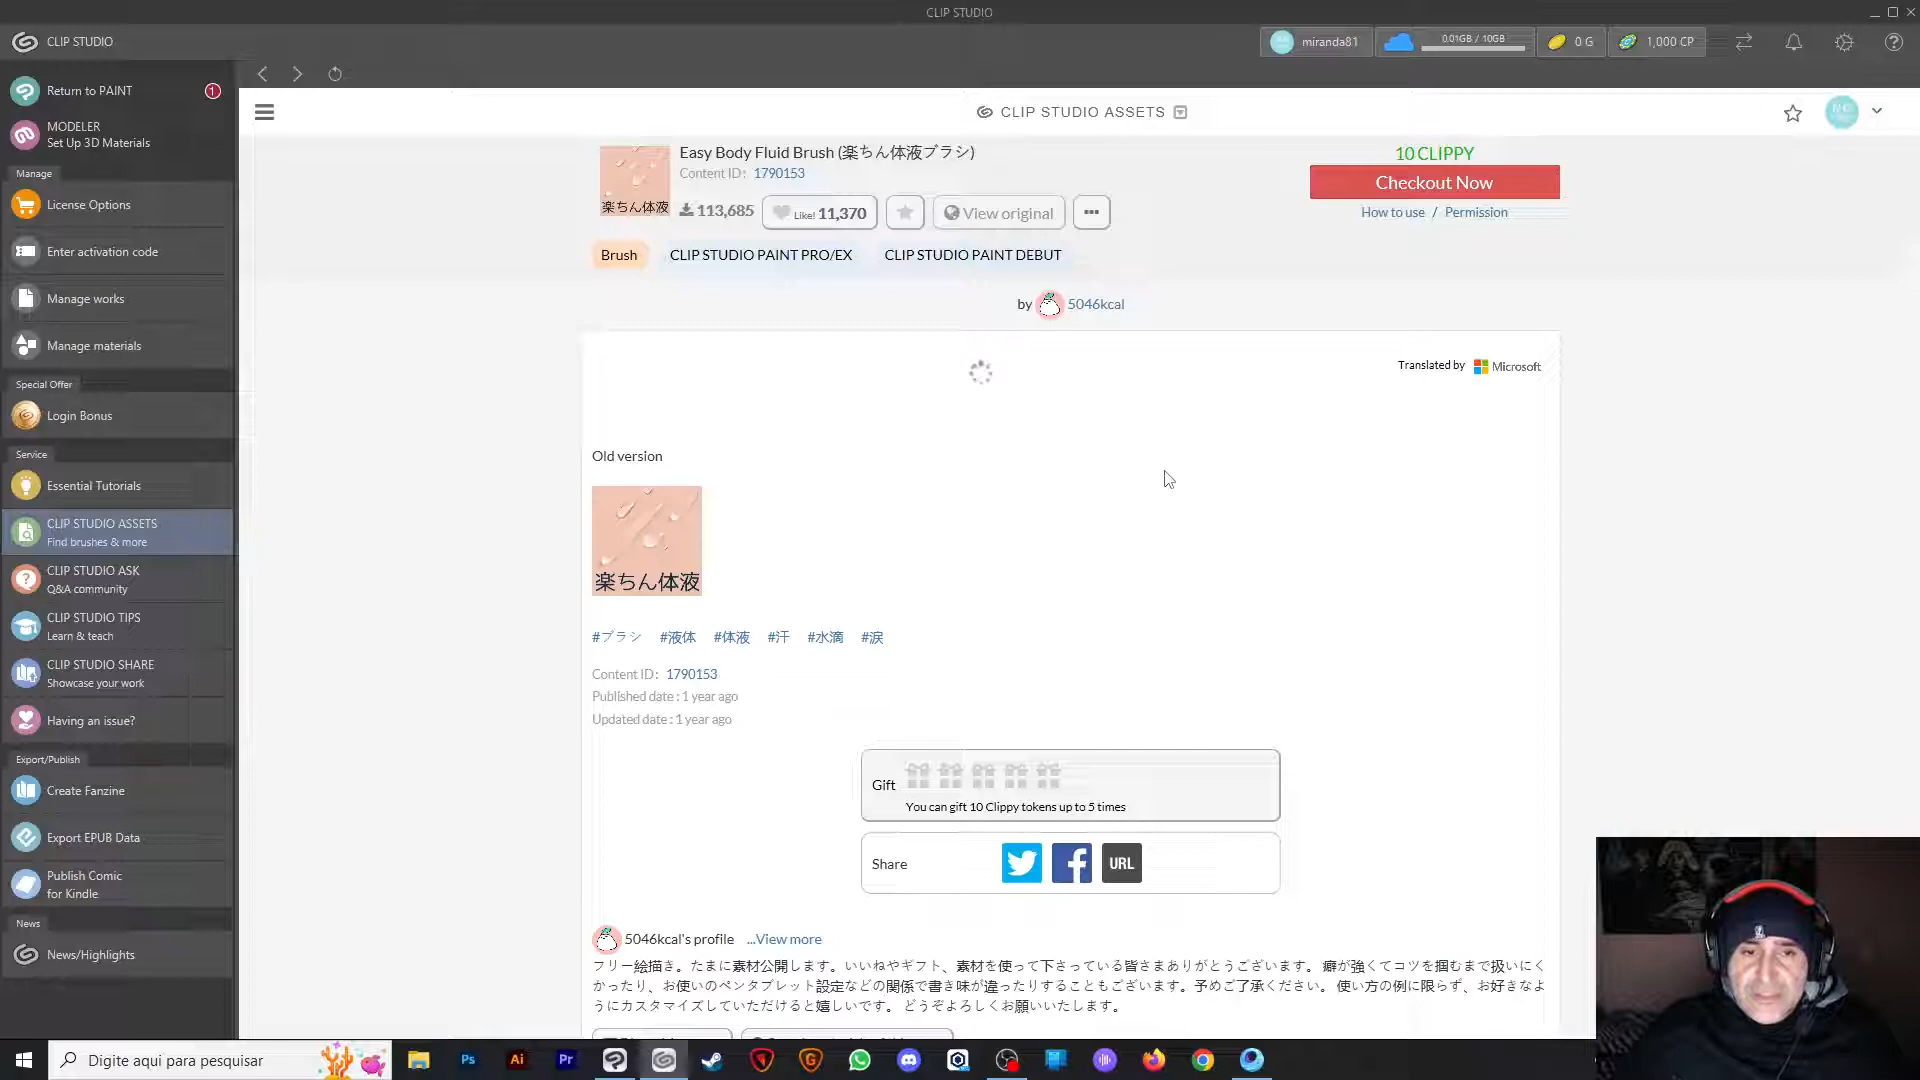 CLIP STUDIO
CLIP STUDIO
miranda81
0.01GB / 10GB
0 G
1,000 CP
Return to PAINT
1
MODELER
Set Up 3D Materials
Manage
License Options
Enter activation code
Manage works
Manage materials
Special Offer
Login Bonus
Service
Essential Tutorials
CLIP STUDIO ASSETS
Find brushes & more
CLIP STUDIO ASK
Q&A community
CLIP STUDIO TIPS
Learn & teach
CLIP STUDIO SHARE
Showcase your work
Having an issue?
Export/Publish
Create Fanzine
Export EPUB Data
Publish Comic
for Kindle
News
News/Highlights
CLIP STUDIO ASSETS
Easy Body Fluid Brush (楽ちん体液ブラシ)
Content ID: 1790153
楽ちん体液
113,685
Like! 11,370
View original
10 CLIPPY
Checkout Now
How to use / Permission
Brush
CLIP STUDIO PAINT PRO/EX
CLIP STUDIO PAINT DEBUT
by 5046kcal
Translated by Microsoft
Old version
楽ちん体液
#ブラシ #液体 #体液 #汗 #水滴 #涙
Content ID: 1790153
Published date : 1 year ago
Updated date : 1 year ago
Gift
You can gift 10 Clippy tokens up to 5 times
Share
URL
5046kcal's profile ...View more
フリー絵描き。たまに素材公開します。いいねやギフト、素材を使って下さっている皆さまありがとうございます。 癖が強くてコツを掴むまで扱いにく
かったり、お使いのペンタブレット設定などの関係で書き味が違ったりすることもございます。予めご了承ください。 使い方の例に限らず、お好きなよ
うにカスタマイズしていただけると嬉しいです。 どうぞよろしくお願いいたします。
Digite aqui para pesquisar
Ps
Ai
Pr